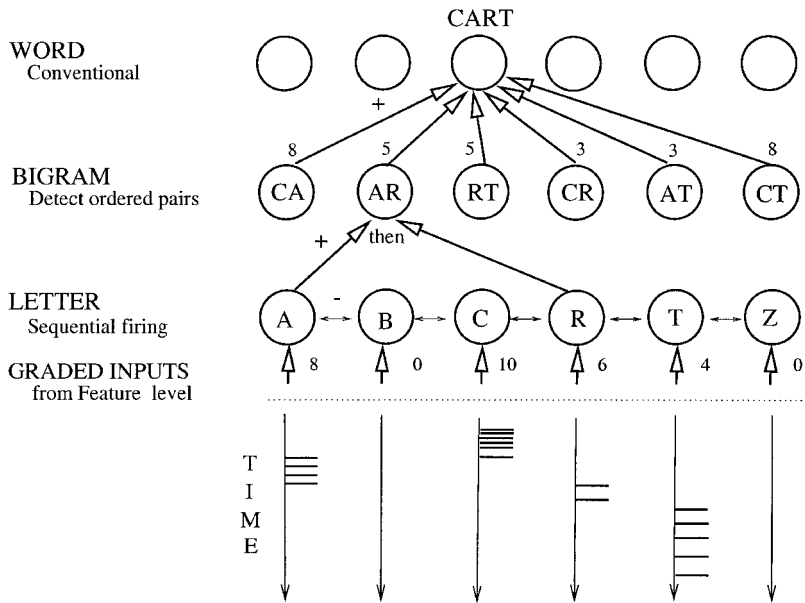 CART
WORD
Conventional
+
8 5 5 3 3 8
BIGRAM
Detect ordered pairs
CA AR RT CR AT CT
+ then
LETTER
Sequential firing
A - B C R T Z
GRADED INPUTS
from Feature level
8 0 10 6 4 0
T
I
M
E